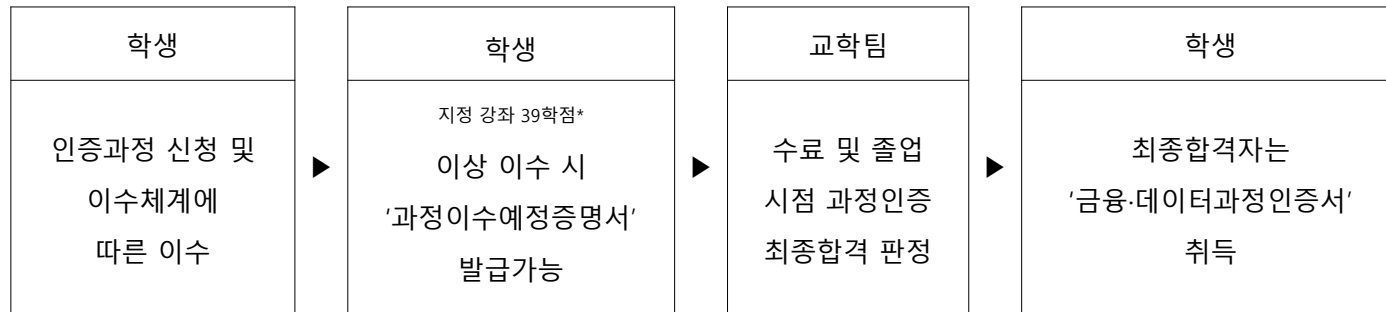 학생
인증과정 신청 및
이수체계에
따른 이수
▶
학생
지정 강좌 39학점*
이상 이수 시
'과정이수예정증명서'
발급가능
▶
교학팀
수료 및 졸업
시점 과정인증
최종합격 판정
▶
학생
최종합격자는
'금융·데이터과정인증서'
취득